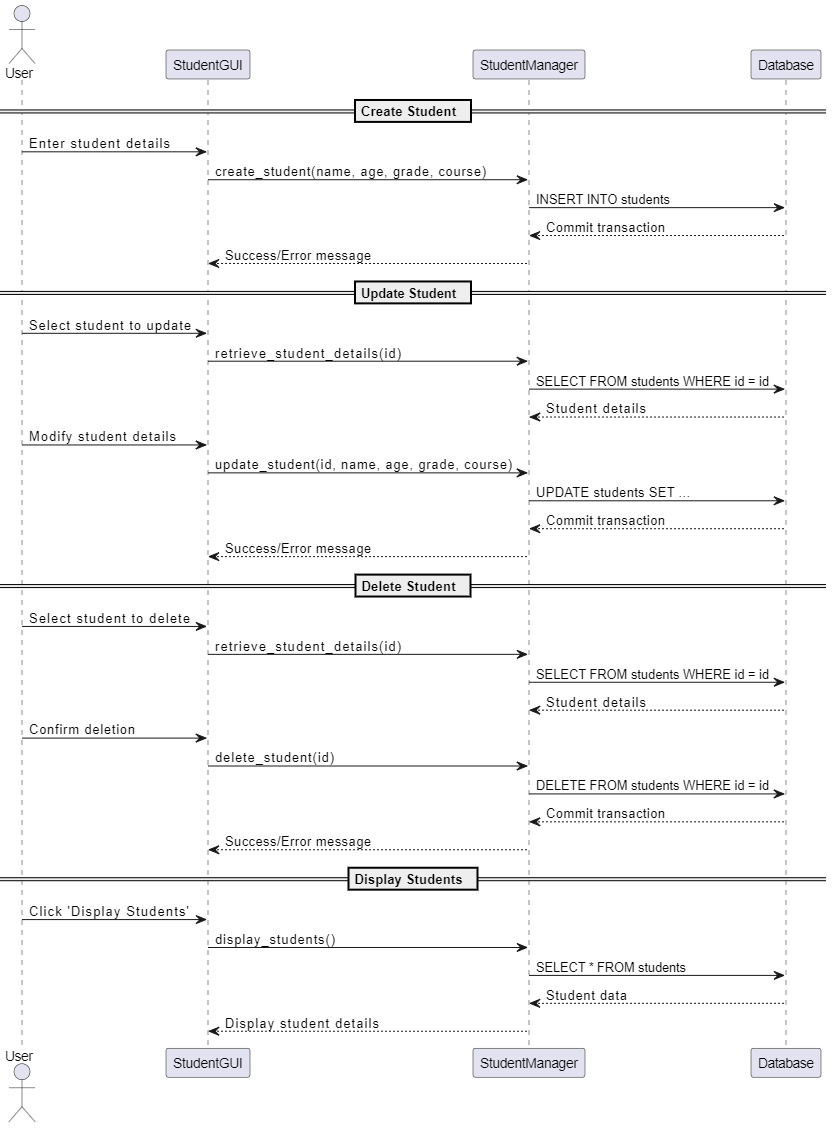 User
StudentGUI
StudentManager
Database
Create Student
Enter student details
create_student(name, age, grade, course)
INSERT INTO students
Commit transaction
Success/Error message
Update Student
Select student to update
retrieve_student_details(id)
SELECT FROM students WHERE id = id
Student details
Modify student details
update_student(id, name, age, grade, course)
UPDATE students SET ...
Commit transaction
Success/Error message
Delete Student
Select student to delete
retrieve_student_details(id)
SELECT FROM students WHERE id = id
Student details
Confirm deletion
delete_student(id)
DELETE FROM students WHERE id = id
Commit transaction
Success/Error message
Display Students
Click 'Display Students'
display_students()
SELECT * FROM students
Student data
Display student details
User
StudentGUI
StudentManager
Database